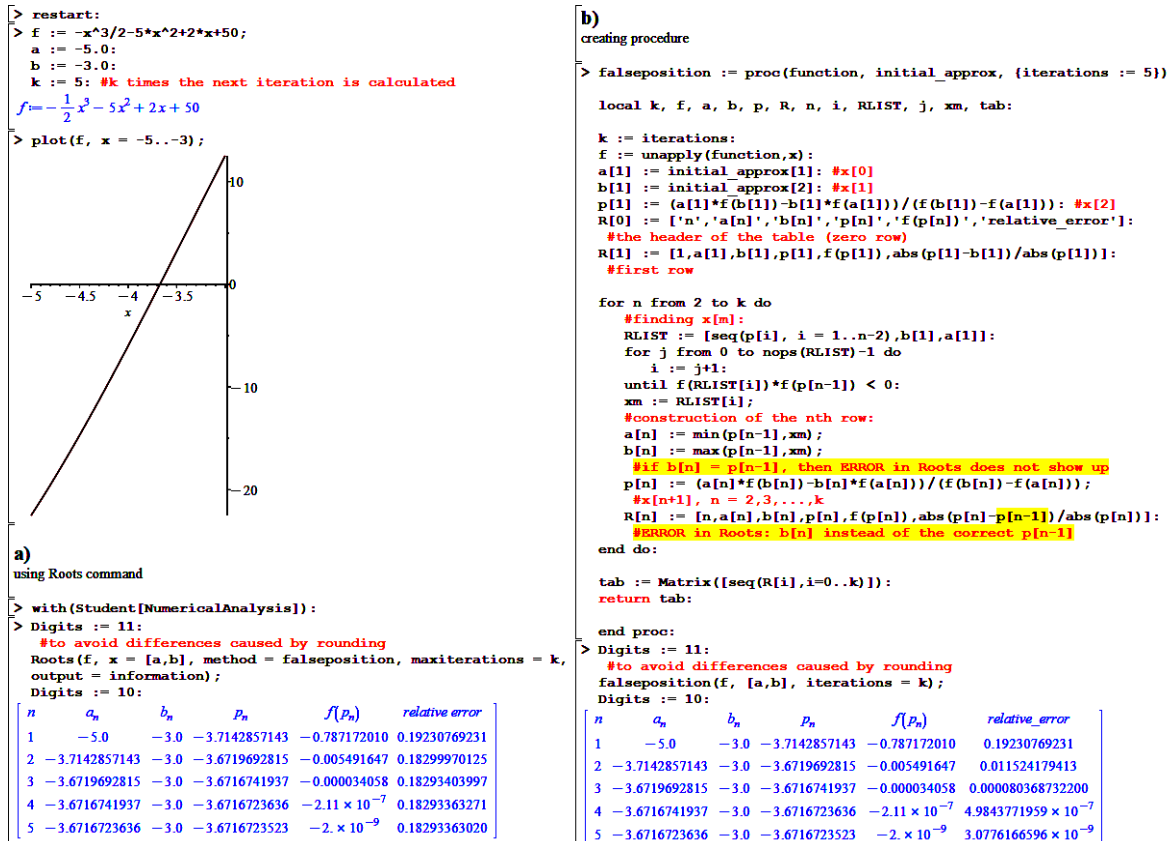 > restart:
> f := -x^3/2-5*x^2+2*x+50;
a := -5.0:
b := -3.0:
k := 5: #k times the next iteration is calculated
f := -1/2 x^3 - 5x^2 + 2x + 50
> plot(f, x = -5..-3);
10
0
-5 -4.5 -4 -3.5
x
-10
-20
a)
using Roots command
> with(Student[NumericalAnalysis]):
> Digits := 11:
#to avoid differences caused by rounding
Roots(f, x = [a,b], method = falseposition, maxiterations = k,
output = information);
Digits := 10:
n a_n b_n p_n f(p_n) relative error
1 -5.0 -3.0 -3.7142857143 -0.787172010 0.19230769231
2 -3.7142857143 -3.0 -3.6719692815 -0.005491647 0.18299970125
3 -3.6719692815 -3.0 -3.6716741937 -0.000034058 0.18293403997
4 -3.6716741937 -3.0 -3.6716723636 -2.11 × 10^-7 0.18293363271
5 -3.6716723636 -3.0 -3.6716723523 -2. × 10^-9 0.18293363020
b)
creating procedure
> falseposition := proc(function, initial_approx, {iterations := 5})
local k, f, a, b, p, R, n, i, RLIST, j, xm, tab:
k := iterations:
f := unapply(function,x):
a[1] := initial_approx[1]: #x[0]
b[1] := initial_approx[2]: #x[1]
p[1] := (a[1]*f(b[1])-b[1]*f(a[1]))/(f(b[1])-f(a[1])): #x[2]
R[0] := ['n','a[n]','b[n]','p[n]','f(p[n])','relative_error']:
#the header of the table (zero row)
R[1] := [1,a[1],b[1],p[1],f(p[1]),abs(p[1]-b[1])/abs(p[1])]:
#first row
for n from 2 to k do
#finding x[m]:
RLIST := [seq(p[i], i = 1..n-2),b[1],a[1]]:
for j from 0 to nops(RLIST)-1 do
i := j+1:
until f(RLIST[i])*f(p[n-1]) < 0:
xm := RLIST[i];
#construction of the nth row:
a[n] := min(p[n-1],xm);
b[n] := max(p[n-1],xm);
#if b[n] = p[n-1], then ERROR in Roots does not show up
p[n] := (a[n]*f(b[n])-b[n]*f(a[n]))/(f(b[n])-f(a[n]));
#x[n+1], n = 2,3,...,k
R[n] := [n,a[n],b[n],p[n],f(p[n]),abs(p[n]-p[n-1])/abs(p[n])]:
#ERROR in Roots: b[n] instead of the correct p[n-1]
end do:
tab := Matrix([seq(R[i],i=0..k)]):
return tab:
end proc:
> Digits := 11:
#to avoid differences caused by rounding
falseposition(f, [a,b], iterations = k);
Digits := 10:
n a_n b_n p_n f(p_n) relative_error
1 -5.0 -3.0 -3.7142857143 -0.787172010 0.19230769231
2 -3.7142857143 -3.0 -3.6719692815 -0.005491647 0.011524179413
3 -3.6719692815 -3.0 -3.6716741937 -0.000034058 0.000080368732200
4 -3.6716741937 -3.0 -3.6716723636 -2.11 × 10^-7 4.9843771959 × 10^-7
5 -3.6716723636 -3.0 -3.6716723523 -2. × 10^-9 3.0776166596 × 10^-9